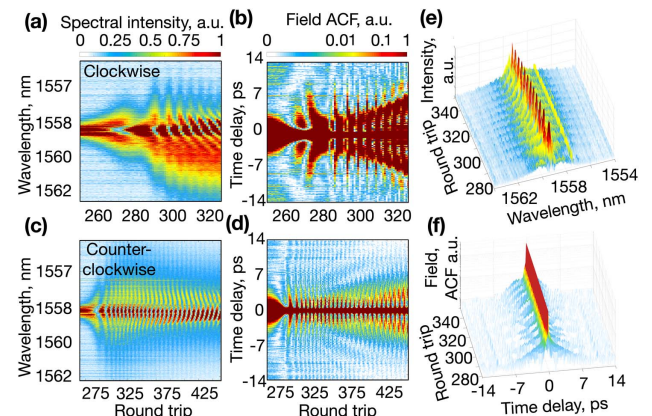 (a) Spectral intensity, a.u.
0 0.25 0.5 0.75 1
Clockwise
Wavelength, nm
1557
1558
1560
1562
260 280 300 320
(b) Field ACF, a.u.
0 0.01 0.1 1
Time delay, ps
14
7
0
-7
-14
260 280 300 320
(e)
Intensity, a.u.
Round trip
340
320
300
280
1562 1558 1554
Wavelength, nm
(c)
Counter-
clockwise
Wavelength, nm
1557
1558
1560
1562
275 325 375 425
Round trip
(d)
Time delay, ps
14
7
0
-7
-14
275 325 375 425
Round trip
(f)
Field, ACF a.u.
Round trip
340
320
300
280
-14 -7 0 7 14
Time delay, ps